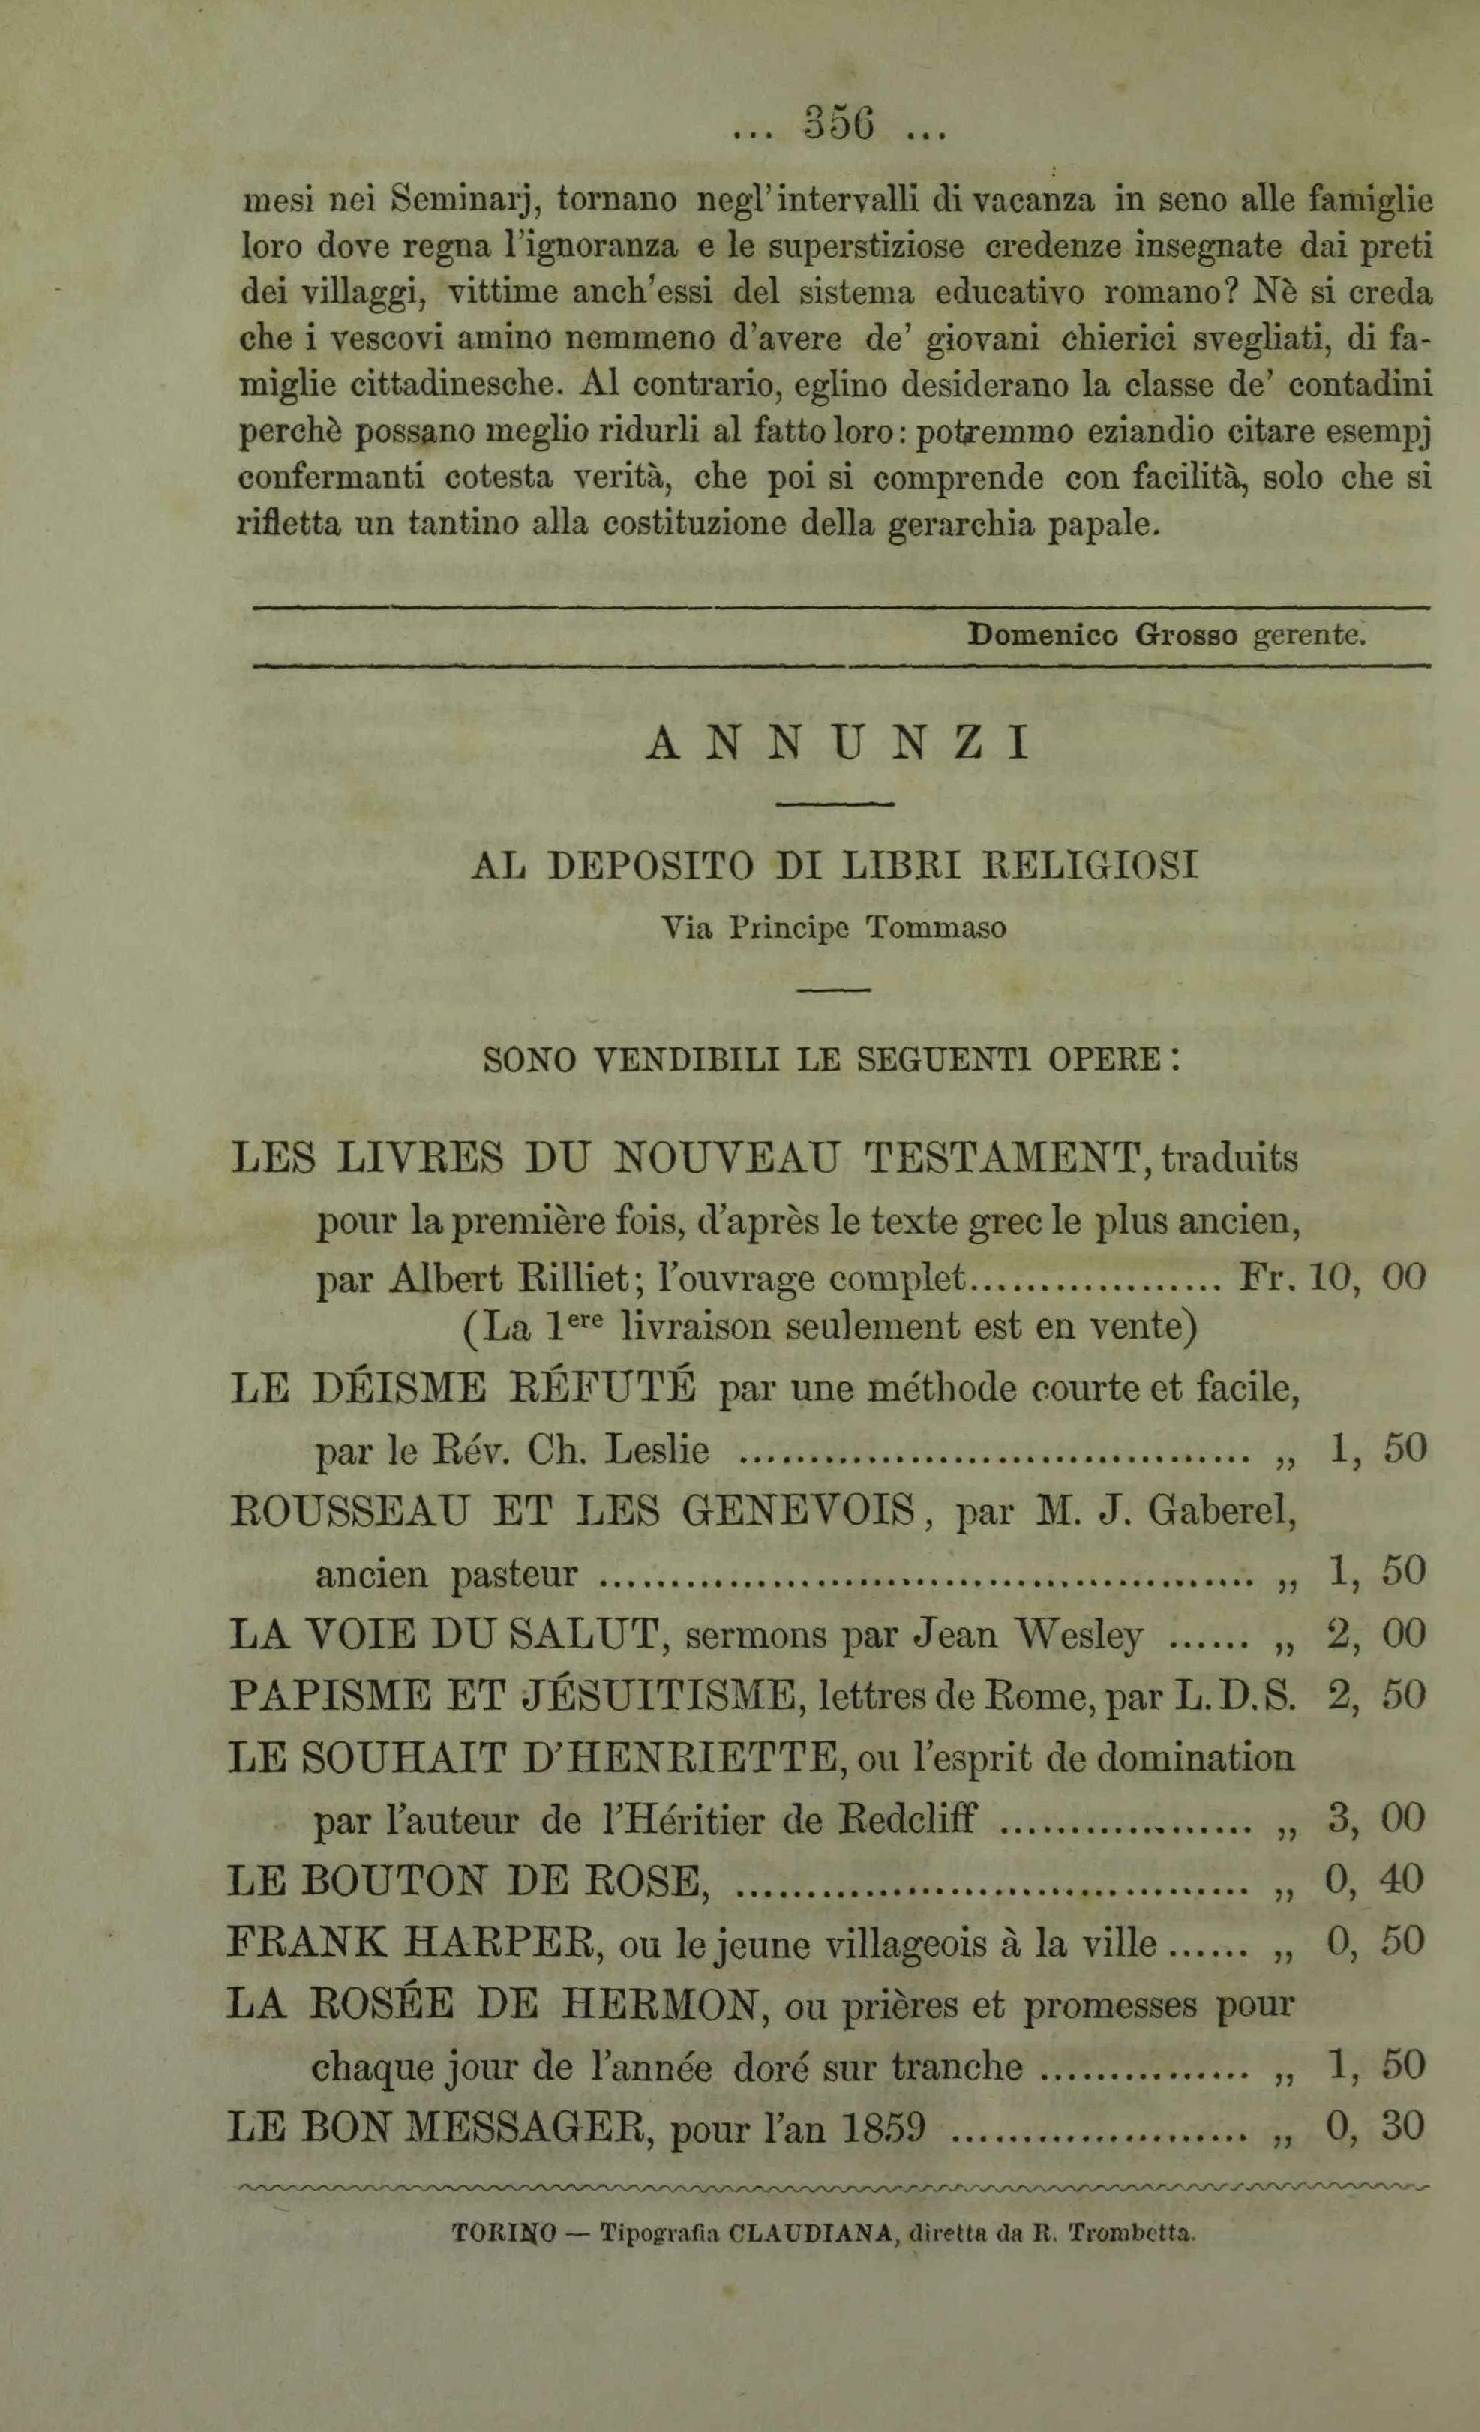 ... 356 ...
mesi nei Seminarj, tornano negl'intervalli di vacanza in seno alle famiglie
loro dove regna l'ignoranza e le superstiziose credenze insegnate dai preti
dei villaggi, vittime anch'essi del sistema educativo romano? Nè si creda
che i vescovi amino nemmeno d'avere de' giovani chierici svegliati, di fa-
miglie cittadinesche. Al contrario, eglino desiderano la classe de' contadini
perchè possano meglio ridurli al fatto loro: potremmo eziandio citare esempj
confermanti cotesta verità, che poi si comprende con facilità, solo che si
rifletta un tantino alla costituzione della gerarchia papale.
Domenico Grosso gerente.
ANNUNZI
AL DEPOSITO DI LIBRI RELIGIOSI
Via Principe Tommaso
SONO VENDIBILI LE SEGUENTI OPERE:
LES LIVRES DU NOUVEAU TESTAMENT, traduits
pour la première fois, d'après le texte grec le plus ancien,
par Albert Rilliet; l'ouvrage complet.................. Fr. 10, 00
(La 1ere livraison seulement est en vente)
LE DÉISME RÉFUTÉ par une méthode courte et facile,
par le Rév. Ch. Leslie .................................... „ 1, 50
ROUSSEAU ET LES GENEVOIS, par M. J. Gaberel,
ancien pasteur .............................................. „ 1, 50
LA VOIE DU SALUT, sermons par Jean Wesley ...... „ 2, 00
PAPISME ET JÉSUITISME, lettres de Rome, par L. D. S. 2, 50
LE SOUHAIT D'HENRIETTE, ou l'esprit de domination
par l'auteur de l'Héritier de Redcliff .................. „ 3, 00
LE BOUTON DE ROSE, .................................... „ 0, 40
FRANK HARPER, ou le jeune villageois à la ville ...... „ 0, 50
LA ROSÉE DE HERMON, ou prières et promesses pour
chaque jour de l'année doré sur tranche ............... „ 1, 50
LE BON MESSAGER, pour l'an 1859 ..................... „ 0, 30
TORINO — Tipografia CLAUDIANA, diretta da R. Trombetta.